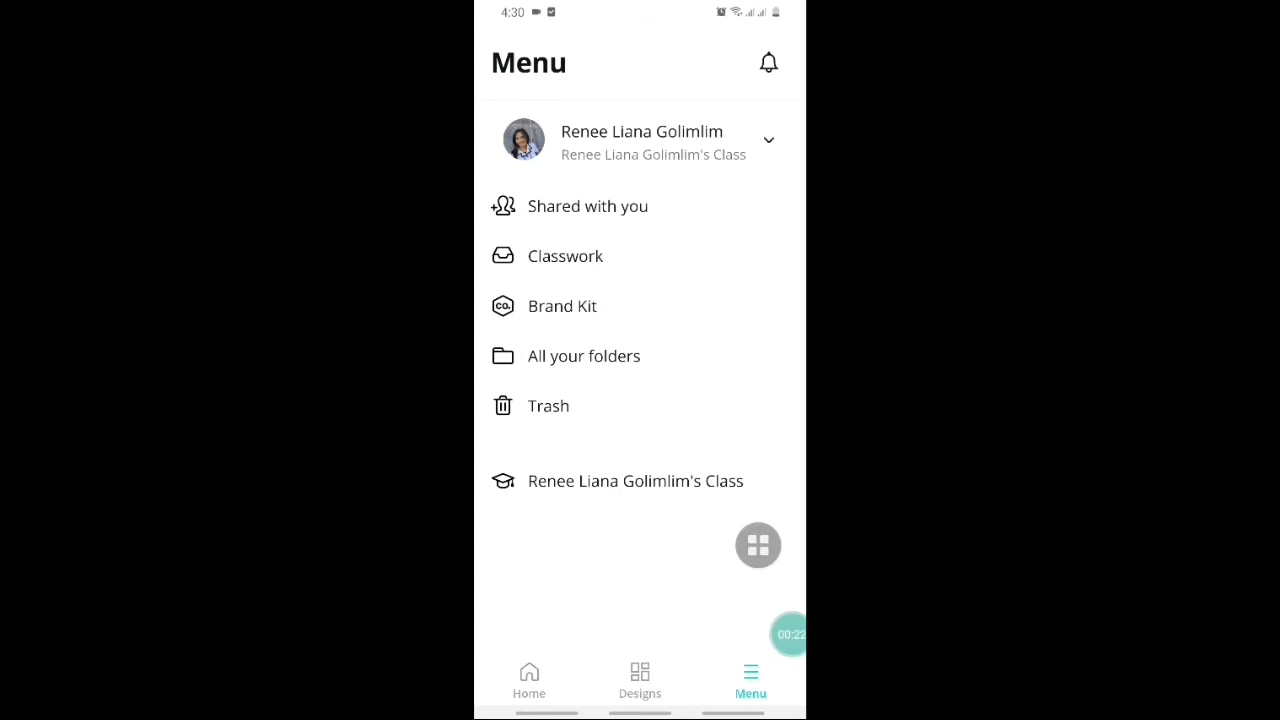 4:30
Menu
Renee Liana Golimlim
Renee Liana Golimlim's Class
Shared with you
Classwork
CO.
Brand Kit
All your folders
Trash
Renee Liana Golimlim's Class
00:22
Home
Designs
Menu